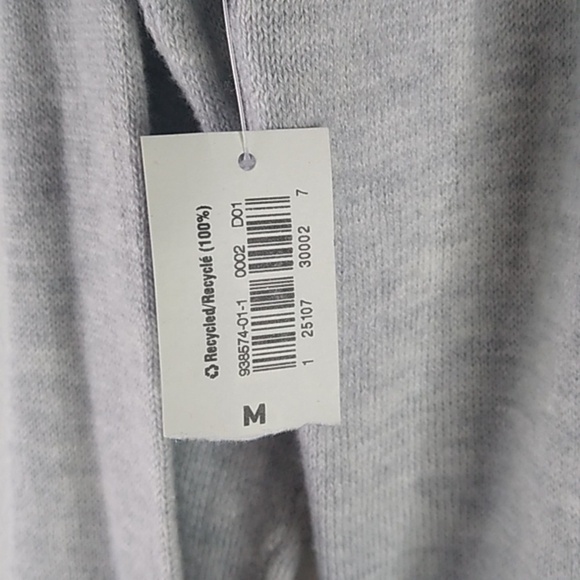 ♻ Recycled/Recyclé (100%)
938574-01-1 0002 D01
1 25107 30002 7
M